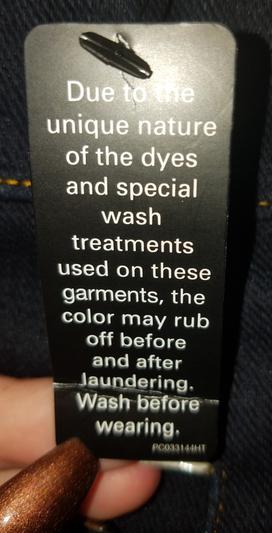 Due to the
unique nature
of the dyes
and special
wash
treatments
used on these
garments, the
color may rub
off before
and after
laundering.
Wash before
wearing.
PC033144HT